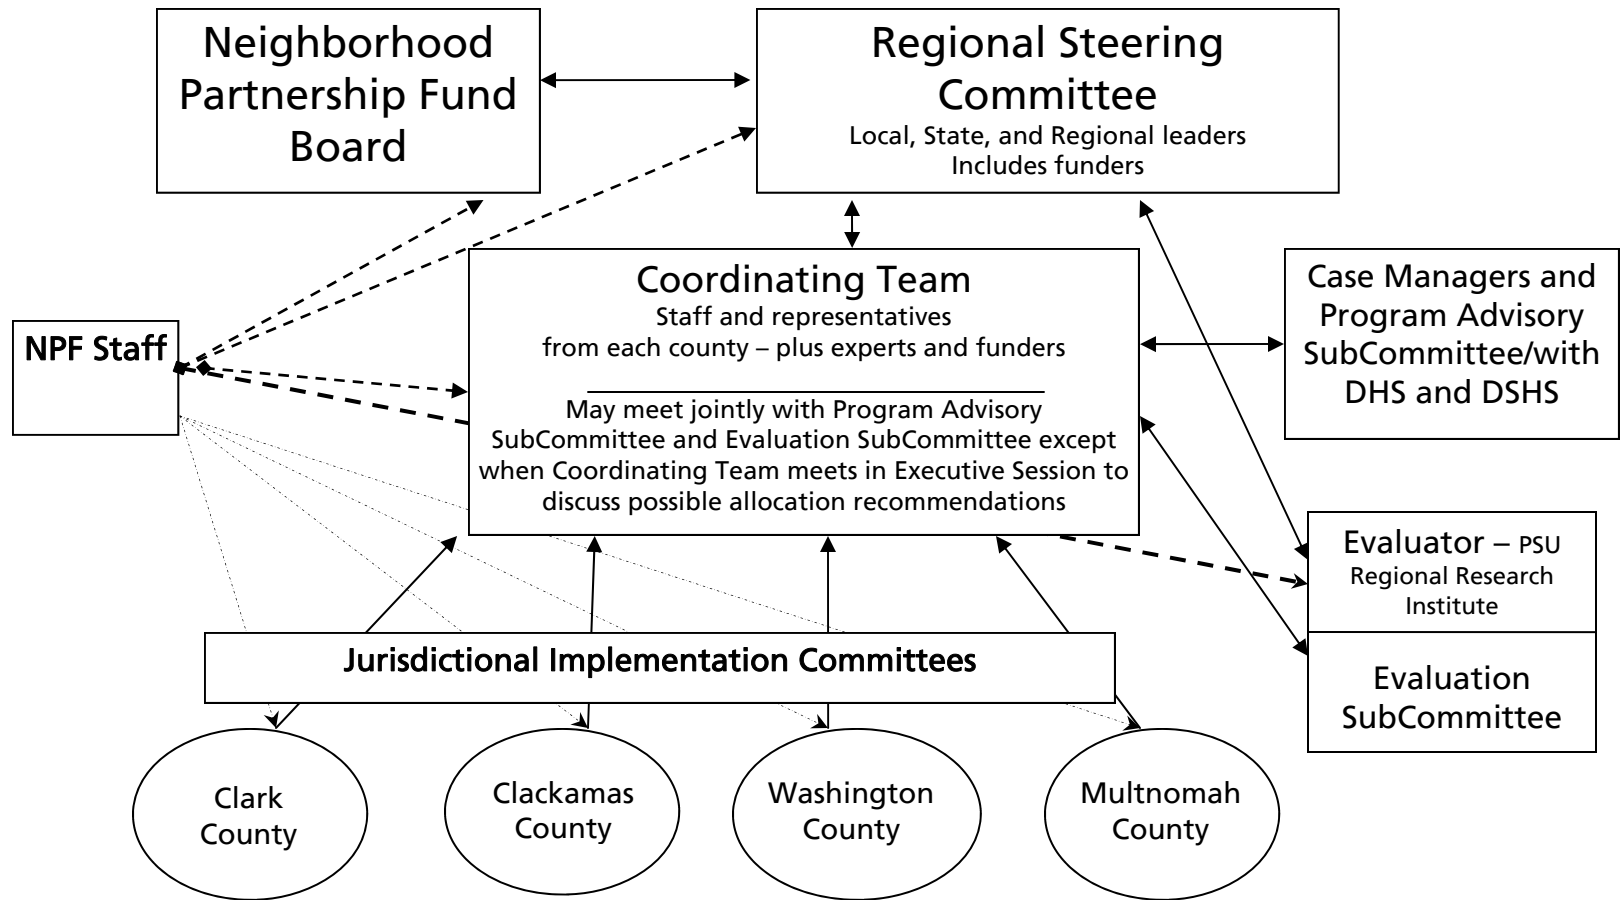 Neighborhood
Partnership Fund
Board
Regional Steering
Committee
Local, State, and Regional leaders
Includes funders
NPF Staff
Coordinating Team
Staff and representatives
from each county – plus experts and funders
May meet jointly with Program Advisory
SubCommittee and Evaluation SubCommittee except
when Coordinating Team meets in Executive Session to
discuss possible allocation recommendations
Case Managers and
Program Advisory
SubCommittee/with
DHS and DSHS
Evaluator – PSU
Regional Research
Institute
Evaluation
SubCommittee
Jurisdictional Implementation Committees
Clark
County
Clackamas
County
Washington
County
Multnomah
County